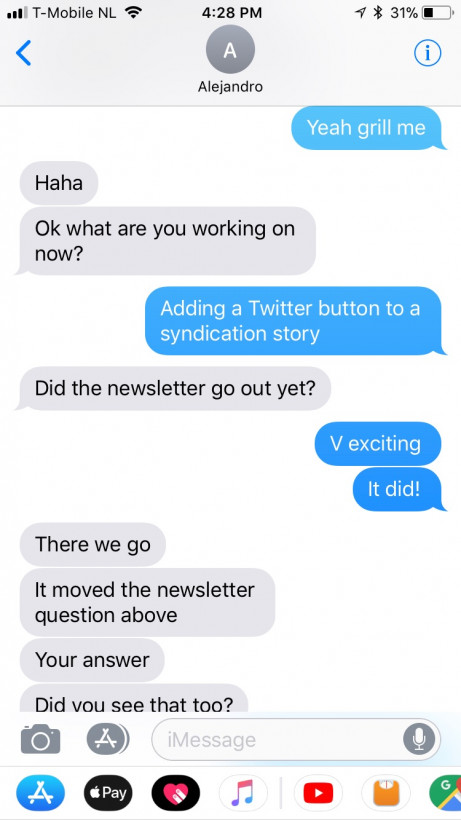 T-Mobile NL 4:28 PM 31%
A
Alejandro
Yeah grill me
Haha
Ok what are you working on
now?
Adding a Twitter button to a
syndication story
Did the newsletter go out yet?
V exciting
It did!
There we go
It moved the newsletter
question above
Your answer
Did you see that too?
iMessage
Pay
G